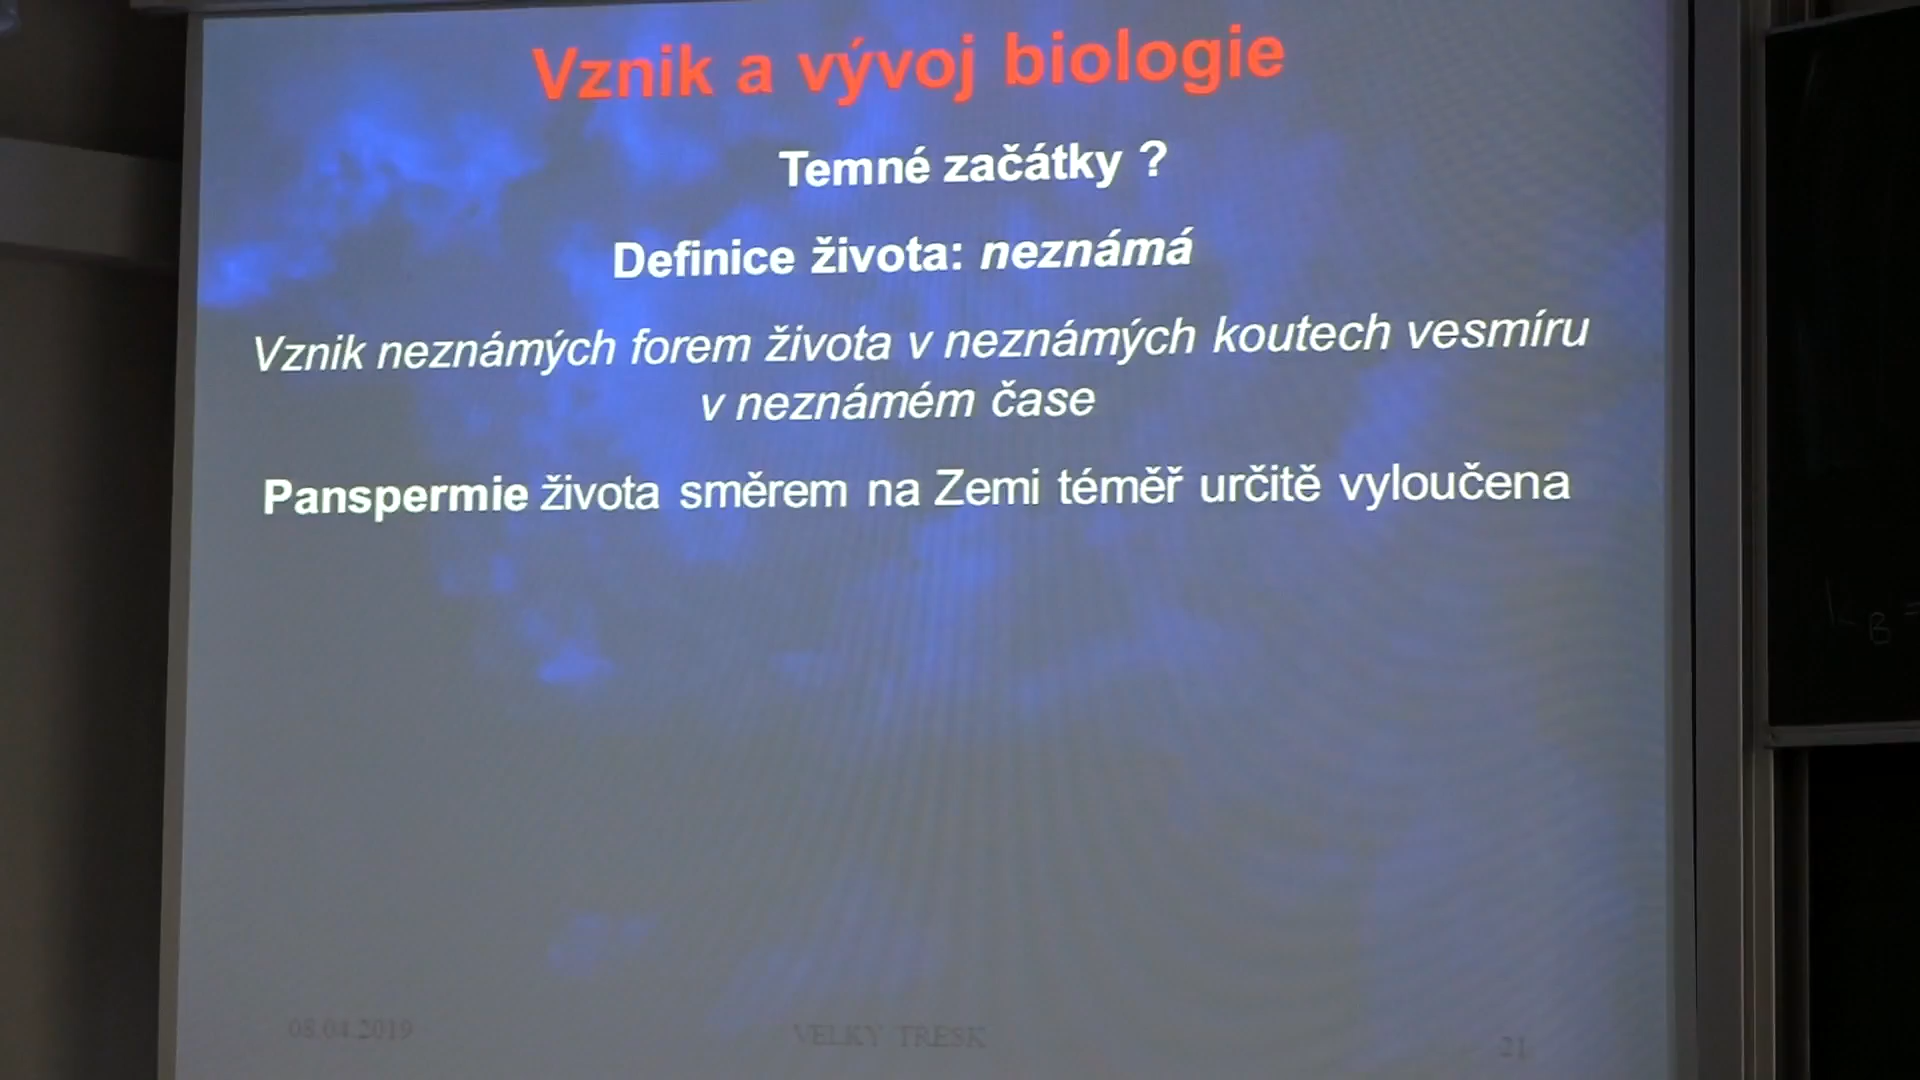 Vznik a vývoj biologie
Temné začátky ?
Definice života: neznámá
Vznik neznámých forem života v neznámých koutech vesmíru
v neznámém čase
Panspermie života směrem na Zemi téměř určitě vyloučena
08.04.2019 VELKÝ TŘESK 21
B =